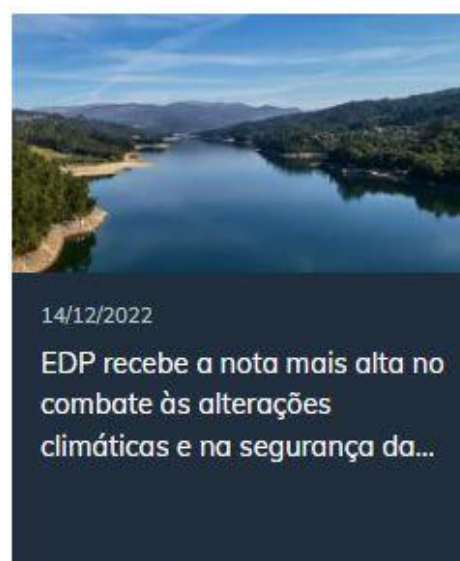 14/12/2022
EDP recebe a nota mais alta no
combate às alterações
climáticas e na segurança da...